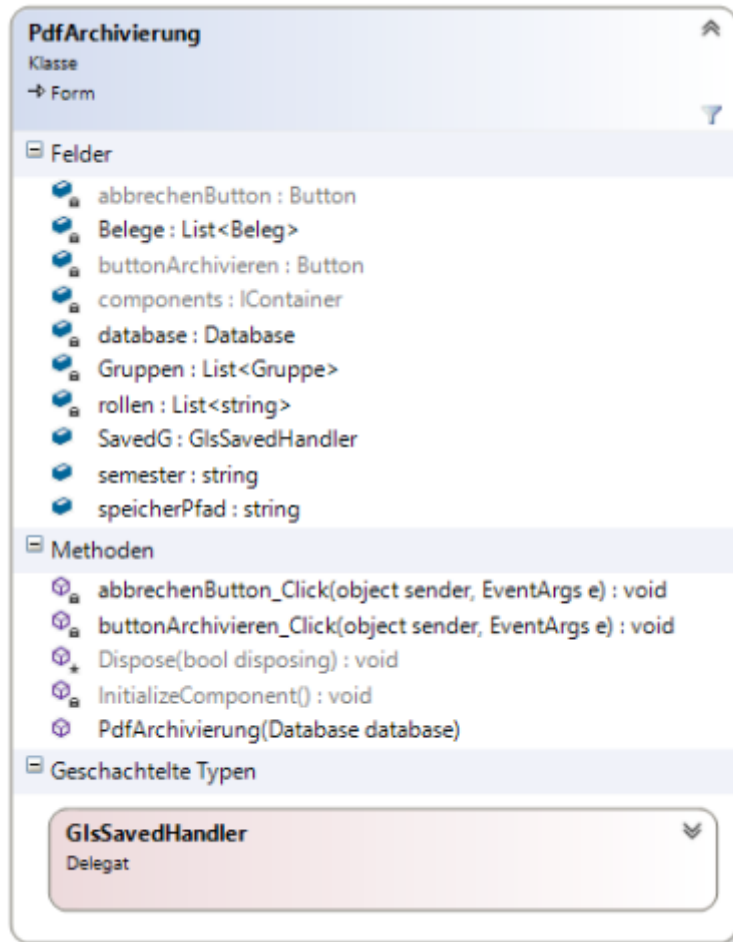 PdfArchivierung
Klasse
Form
Felder
abbrechenButton : Button
Belege : List<Beleg>
buttonArchivieren : Button
components : IContainer
database : Database
Gruppen : List<Gruppe>
rollen : List<string>
SavedG : GIsSavedHandler
semester : string
speicherPfad : string
Methoden
abbrechenButton_Click(object sender, EventArgs e) : void
buttonArchivieren_Click(object sender, EventArgs e) : void
Dispose(bool disposing) : void
InitializeComponent() : void
PdfArchivierung(Database database)
Geschachtelte Typen
GIsSavedHandler
Delegat